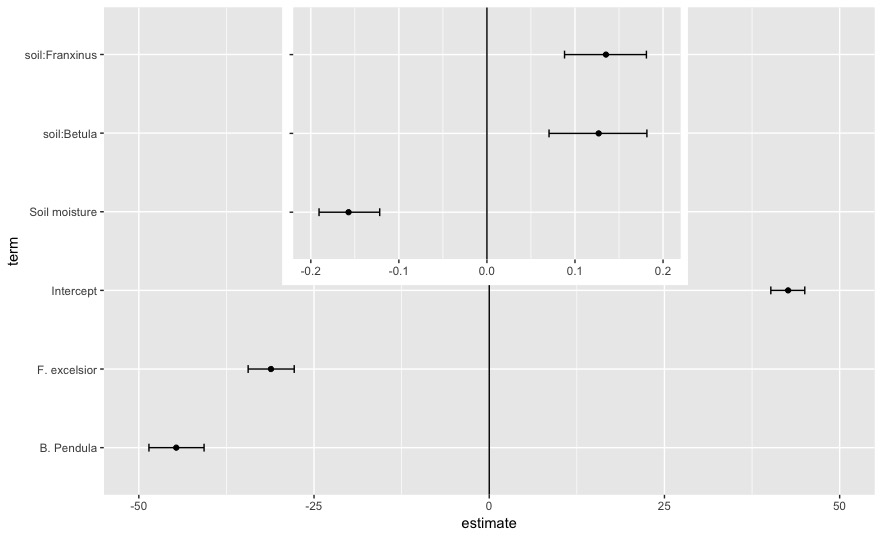 soil:Franxinus
soil:Betula
Soil moisture
Intercept
F. excelsior
B. Pendula
term
-0.2 -0.1 0.0 0.1 0.2
-50 -25 0 25 50
estimate